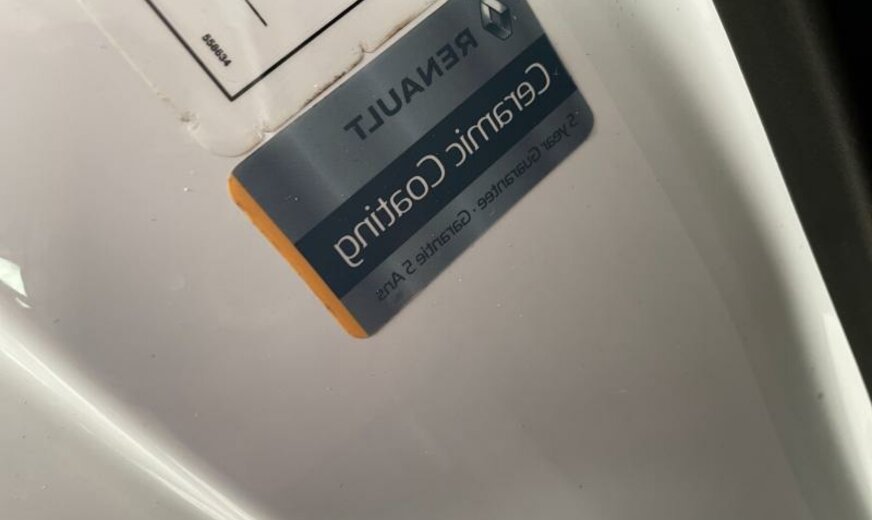 558634
RENAULT
Ceramic Coating
5 year Guarantee · Garantie 5 Ans